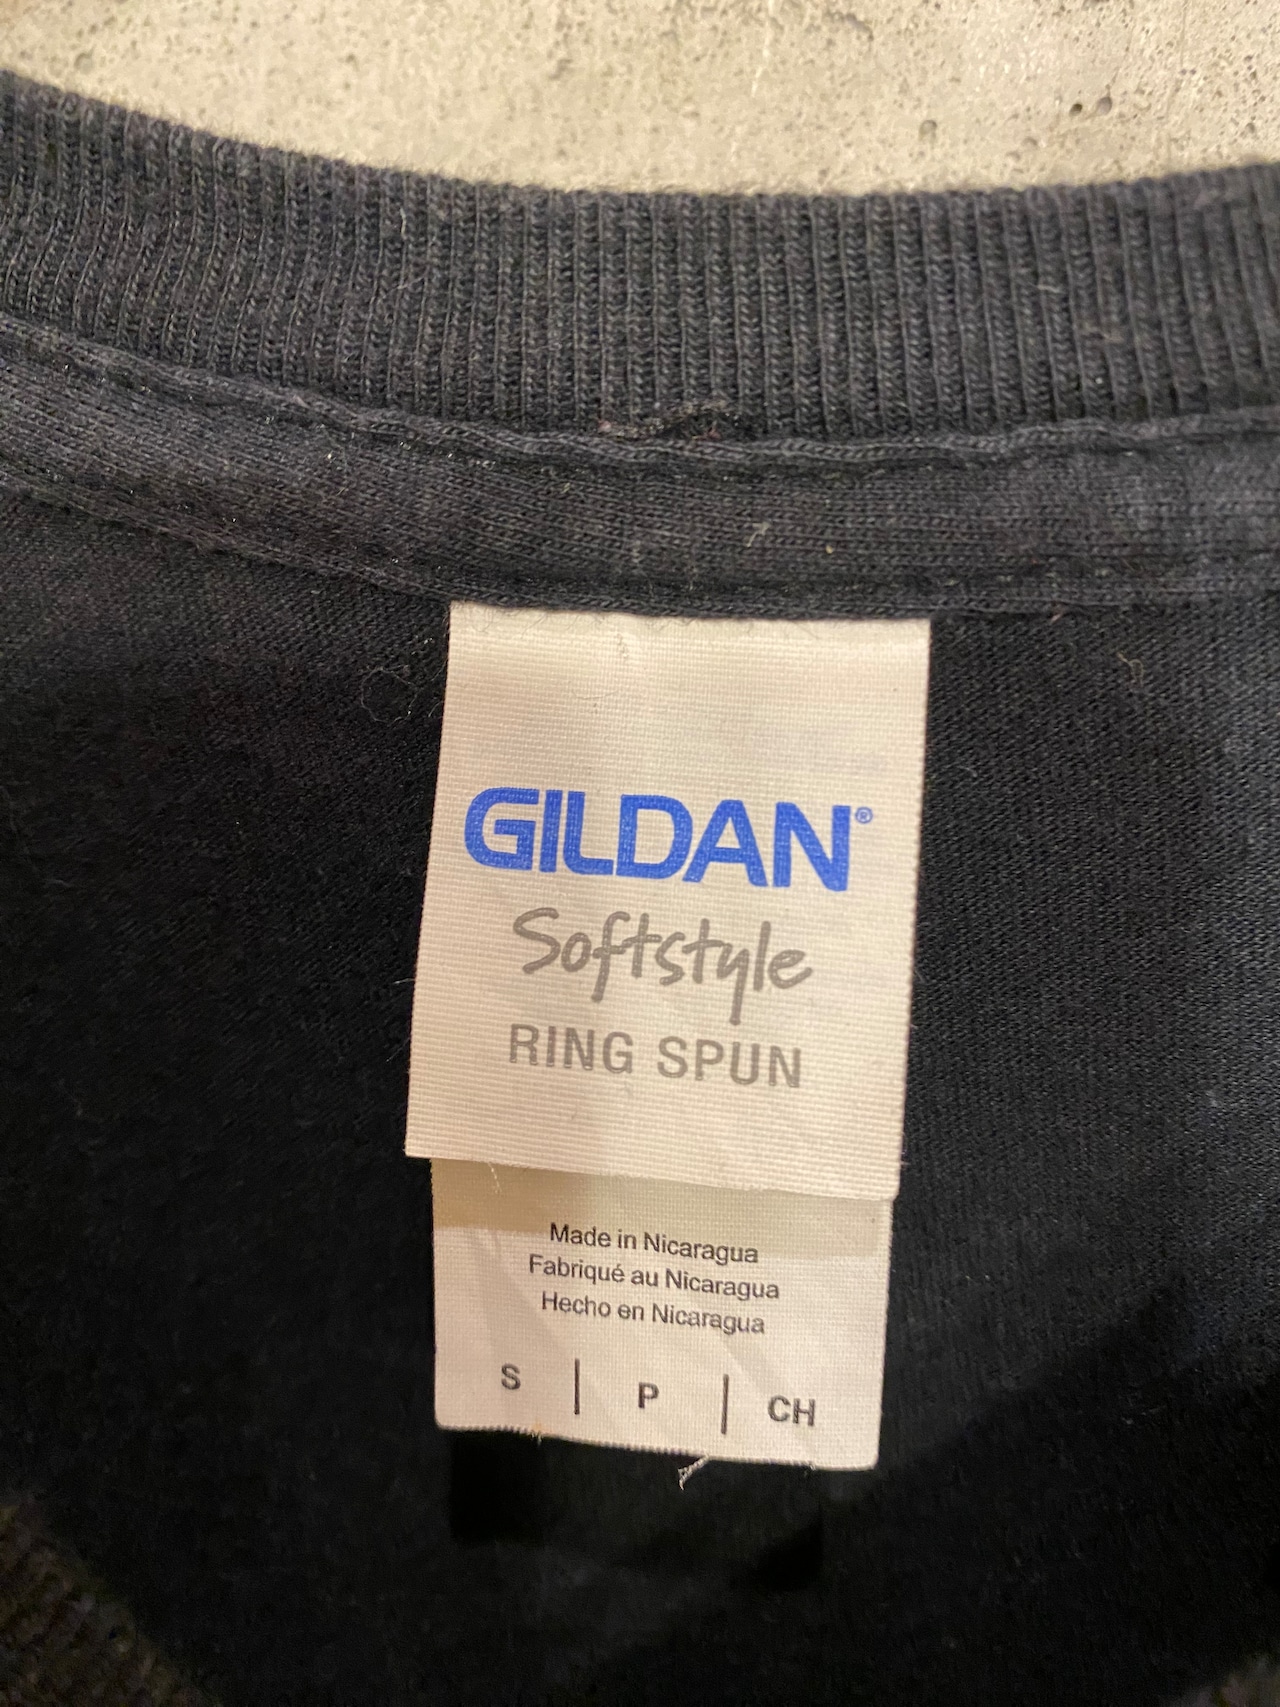 GILDAN®
Softstyle
RING SPUN
Made in Nicaragua
Fabriqué au Nicaragua
Hecho en Nicaragua
S | P | CH